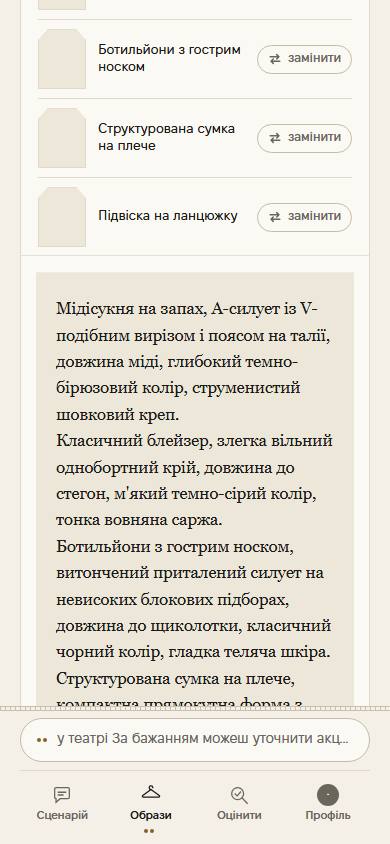 Ботильйони з гострим
носком
замінити
Структурована сумка
на плече
замінити
Підвіска на ланцюжку
замінити
Мідісукня на запах, А-силует із V-
подібним вирізом і поясом на талії,
довжина міді, глибокий темно-
бірюзовий колір, струменистий
шовковий креп.
Класичний блейзер, злегка вільний
однобортний крій, довжина до
стегон, м'який темно-сірий колір,
тонка вовняна саржа.
Ботильйони з гострим носком,
витончений приталений силует на
невисоких блокових підборах,
довжина до щиколотки, класичний
чорний колір, гладка теляча шкіра.
Структурована сумка на плече,
компактна прямокутна форма з
у театрі За бажанням можеш уточнити акц...
Сценарій
Образи
Оцінити
Профіль